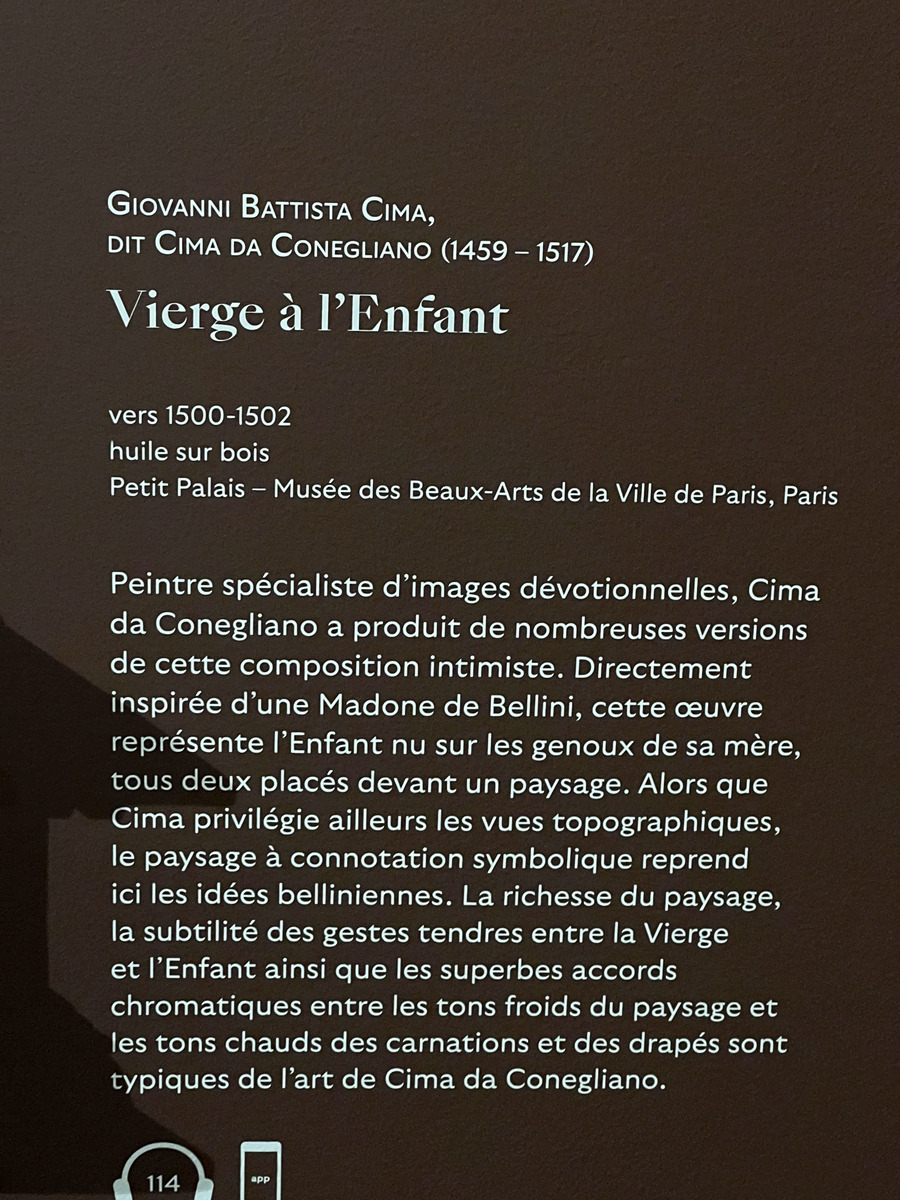 Giovanni Battista Cima,
dit Cima da Conegliano (1459 – 1517)
Vierge à l’Enfant
vers 1500-1502
huile sur bois
Petit Palais – Musée des Beaux-Arts de la Ville de Paris, Paris
Peintre spécialiste d’images dévotionnelles, Cima
da Conegliano a produit de nombreuses versions
de cette composition intimiste. Directement
inspirée d’une Madone de Bellini, cette œuvre
représente l’Enfant nu sur les genoux de sa mère,
tous deux placés devant un paysage. Alors que
Cima privilégie ailleurs les vues topographiques,
le paysage à connotation symbolique reprend
ici les idées belliniennes. La richesse du paysage,
la subtilité des gestes tendres entre la Vierge
et l’Enfant ainsi que les superbes accords
chromatiques entre les tons froids du paysage et
les tons chauds des carnations et des drapés sont
typiques de l’art de Cima da Conegliano.
114 app